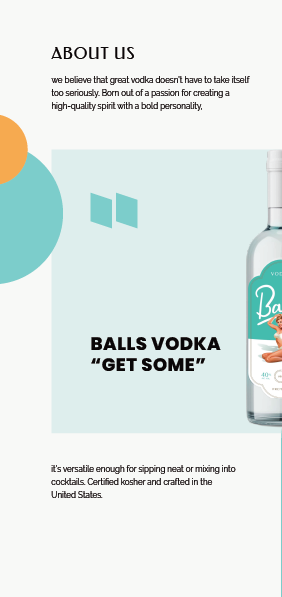 ABOUT US
we believe that great vodka doesn't have to take itself
too seriously. Born out of a passion for creating a
high-quality spirit with a bold personality,
BALLS VODKA
“GET SOME”
Ba
40%
it's versatile enough for sipping neat or mixing into
cocktails. Certified kosher and crafted in the
United States.